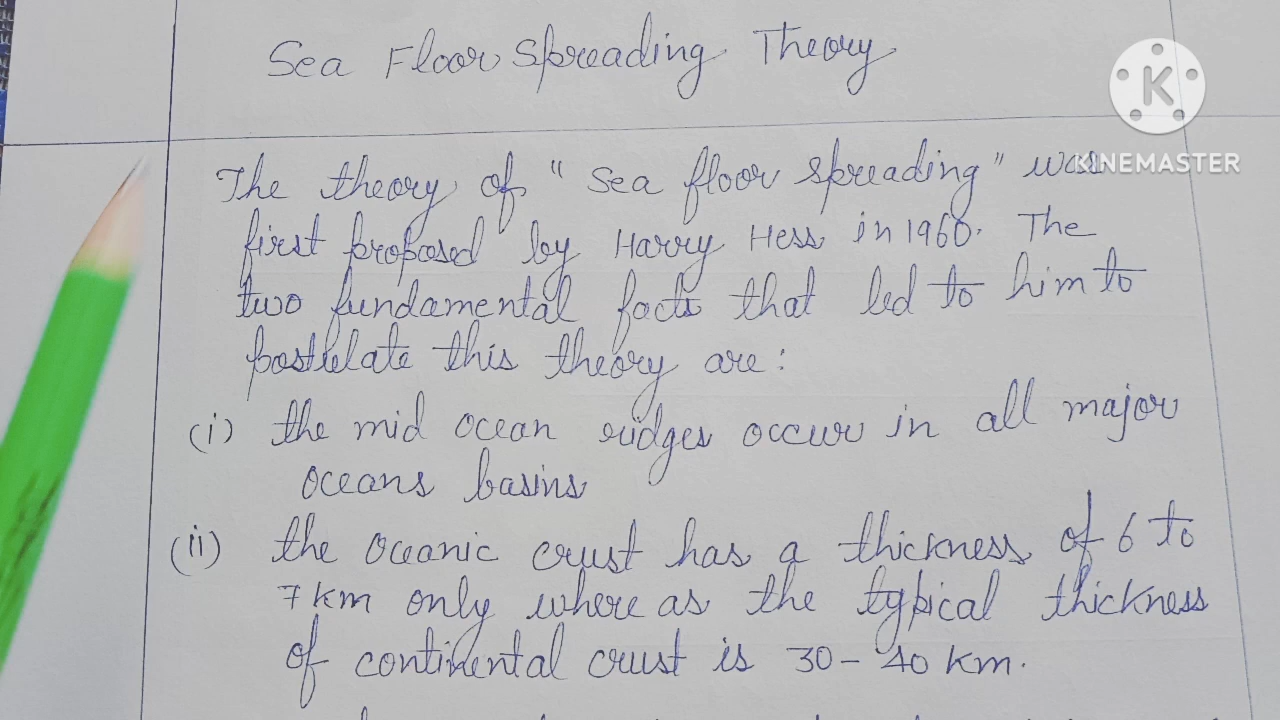 Sea Floor Spreading Theory
K
KINEMASTER
The theory of "Sea floor spreading" was
first proposed by Harry Hess in 1960. The
two fundamental facts that led to him to
postulate this theory are:
(i) the mid ocean ridges occur in all major
oceans basins
(ii) the oceanic crust has a thickness of 6 to
7 km only where as the typical thickness
of continental crust is 30-40 km.